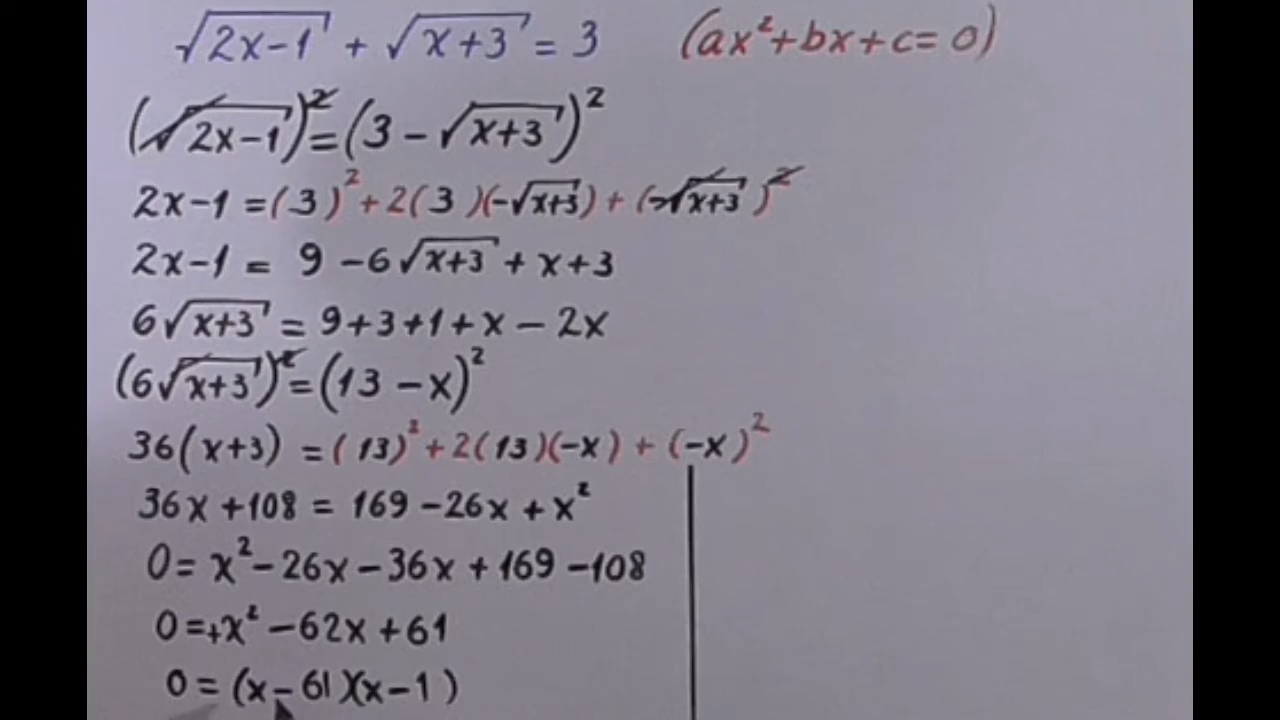 √(2x-1) + √(x+3) = 3 (ax²+bx+c=0)
(√(2x-1))² = (3 - √(x+3))²
2x-1 = (3)² + 2(3)(-√(x+3)) + (-√(x+3))²
2x-1 = 9 - 6√(x+3) + x+3
6√(x+3) = 9+3+1+x - 2x
(6√(x+3))² = (13 - x)²
36(x+3) = (13)² + 2(13)(-x) + (-x)²
36x + 108 = 169 - 26x + x²
0 = x² - 26x - 36x + 169 - 108
0 = +x² - 62x + 61
0 = (x - 61)(x - 1)